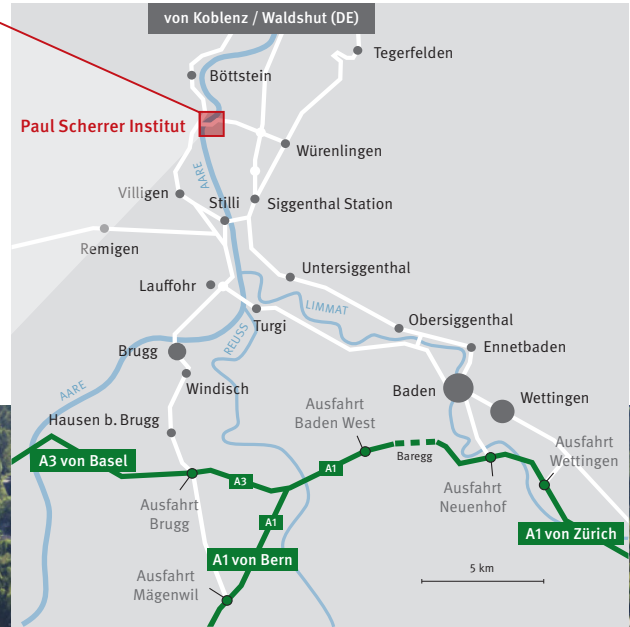 von Koblenz / Waldshut (DE)
Tegerfelden
Böttstein
Paul Scherrer Institut
Würenlingen
AARE
Villigen
Stilli
Siggenthal Station
Remigen
Untersiggenthal
Lauffohr
LIMMAT
Turgi
Obersiggenthal
REUSS
Ennetbaden
Brugg
AARE
Windisch
Baden
Wettingen
Ausfahrt
Baden West
Hausen b. Brugg
Ausfahrt
Wettingen
A3 von Basel
Baregg
A1
A3
Ausfahrt
Neuenhof
Ausfahrt
Brugg
A1
A1 von Zürich
A1 von Bern
5 km
Ausfahrt
Mägenwil